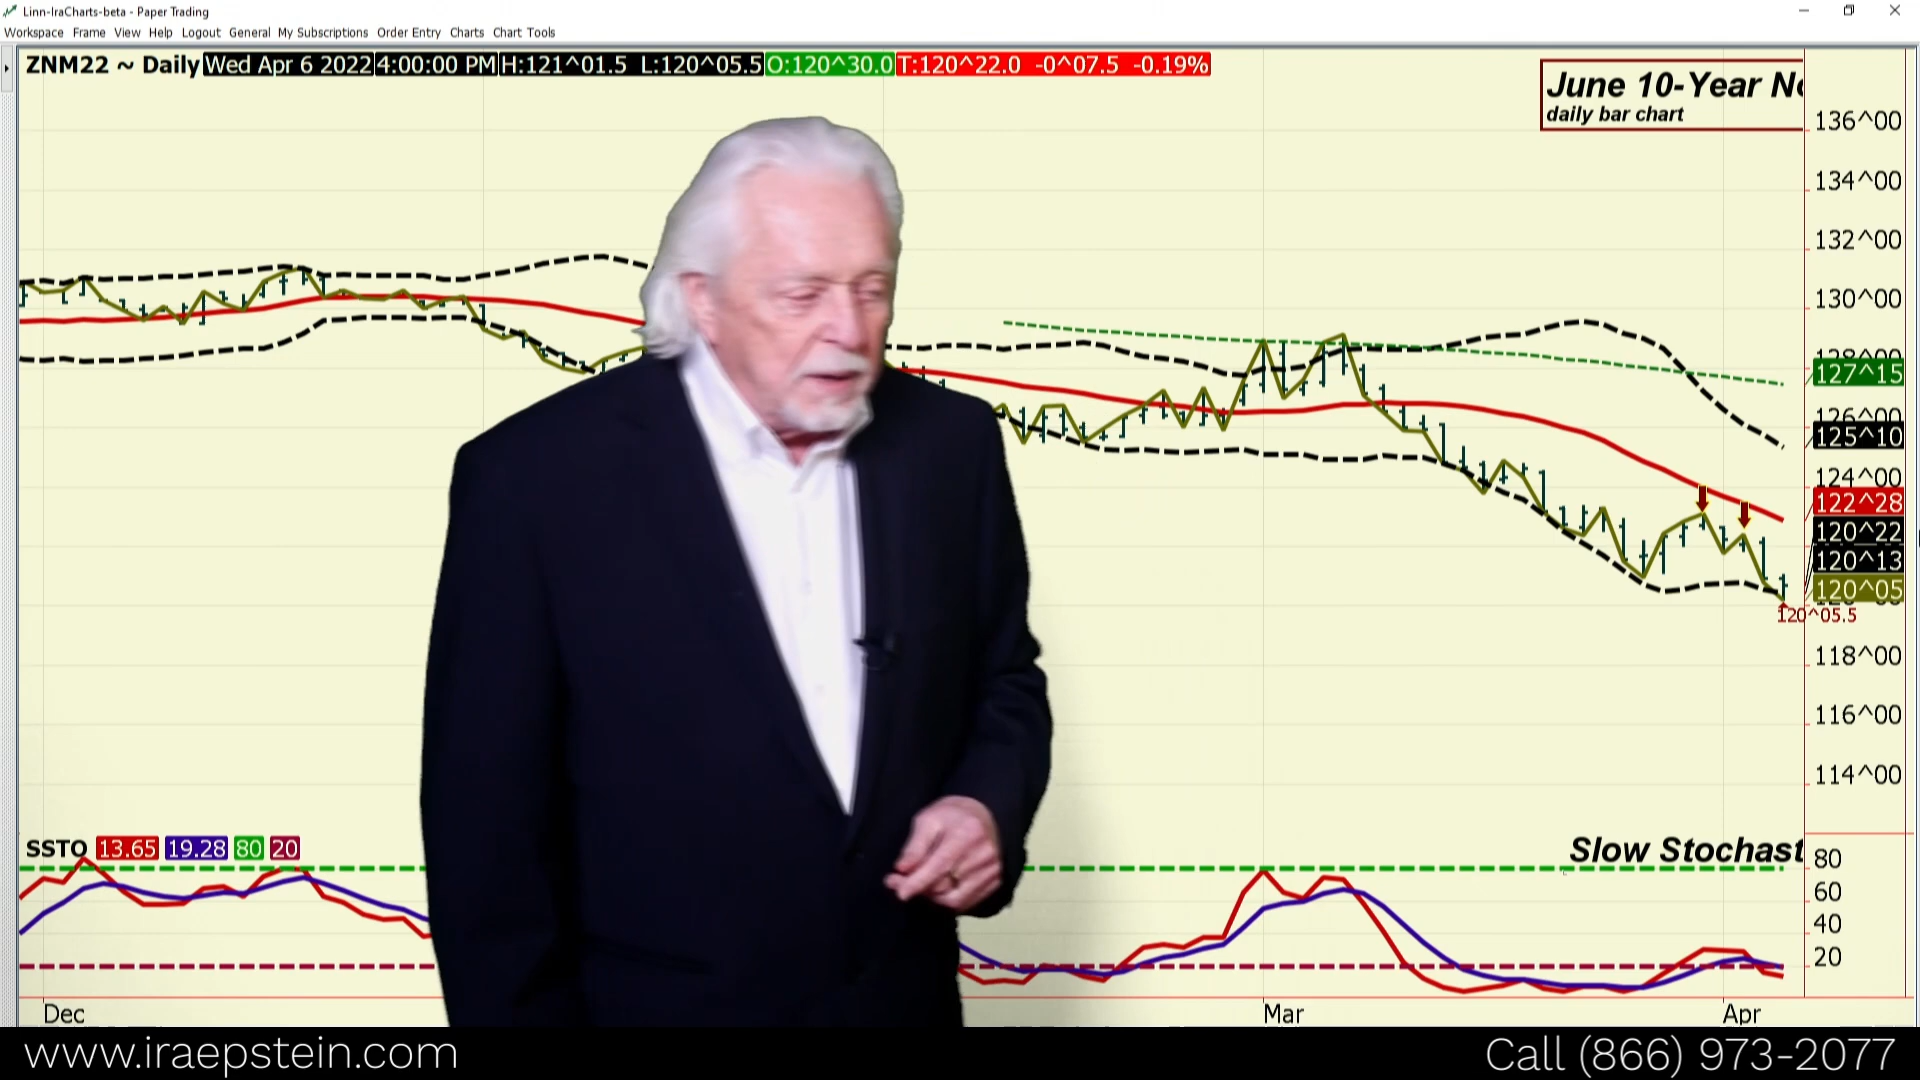 Linn-IraCharts-beta - Paper Trading
Workspace Frame View Help Logout General My Subscriptions Order Entry Charts Chart Tools
ZNM22 ~ Daily Wed Apr 6 2022 4:00:00 PM H:121^01.5 L:120^05.5 O:120^30.0 T:120^22.0 -0^07.5 -0.19%
June 10-Year No
daily bar chart
136^00
134^00
132^00
130^00
128^00
127^15
126^00
125^10
124^00
122^28
120^22
120^13
120^05
120^05.5
118^00
116^00
114^00
SSTO 13.65 19.28 80 20
Slow Stochast
80
60
40
20
Dec Mar Apr
www.iraepstein.com
Call (866) 973-2077